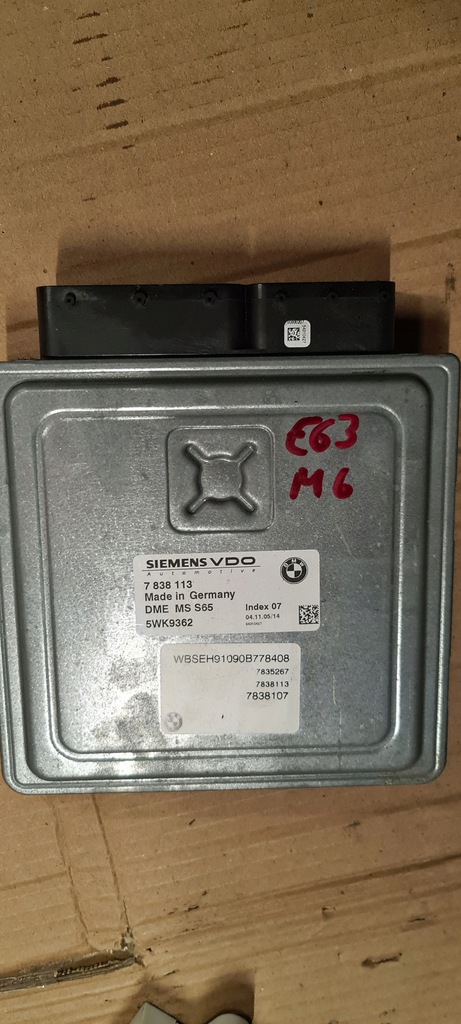 E63
M6
SIEMENS VDO
Automotive
BMW
7 838 113
Made in Germany
DME MS S65 Index 07
5WK9362 04.11.05/14
WBSEH91090B778408
7835267
7838113
7838107